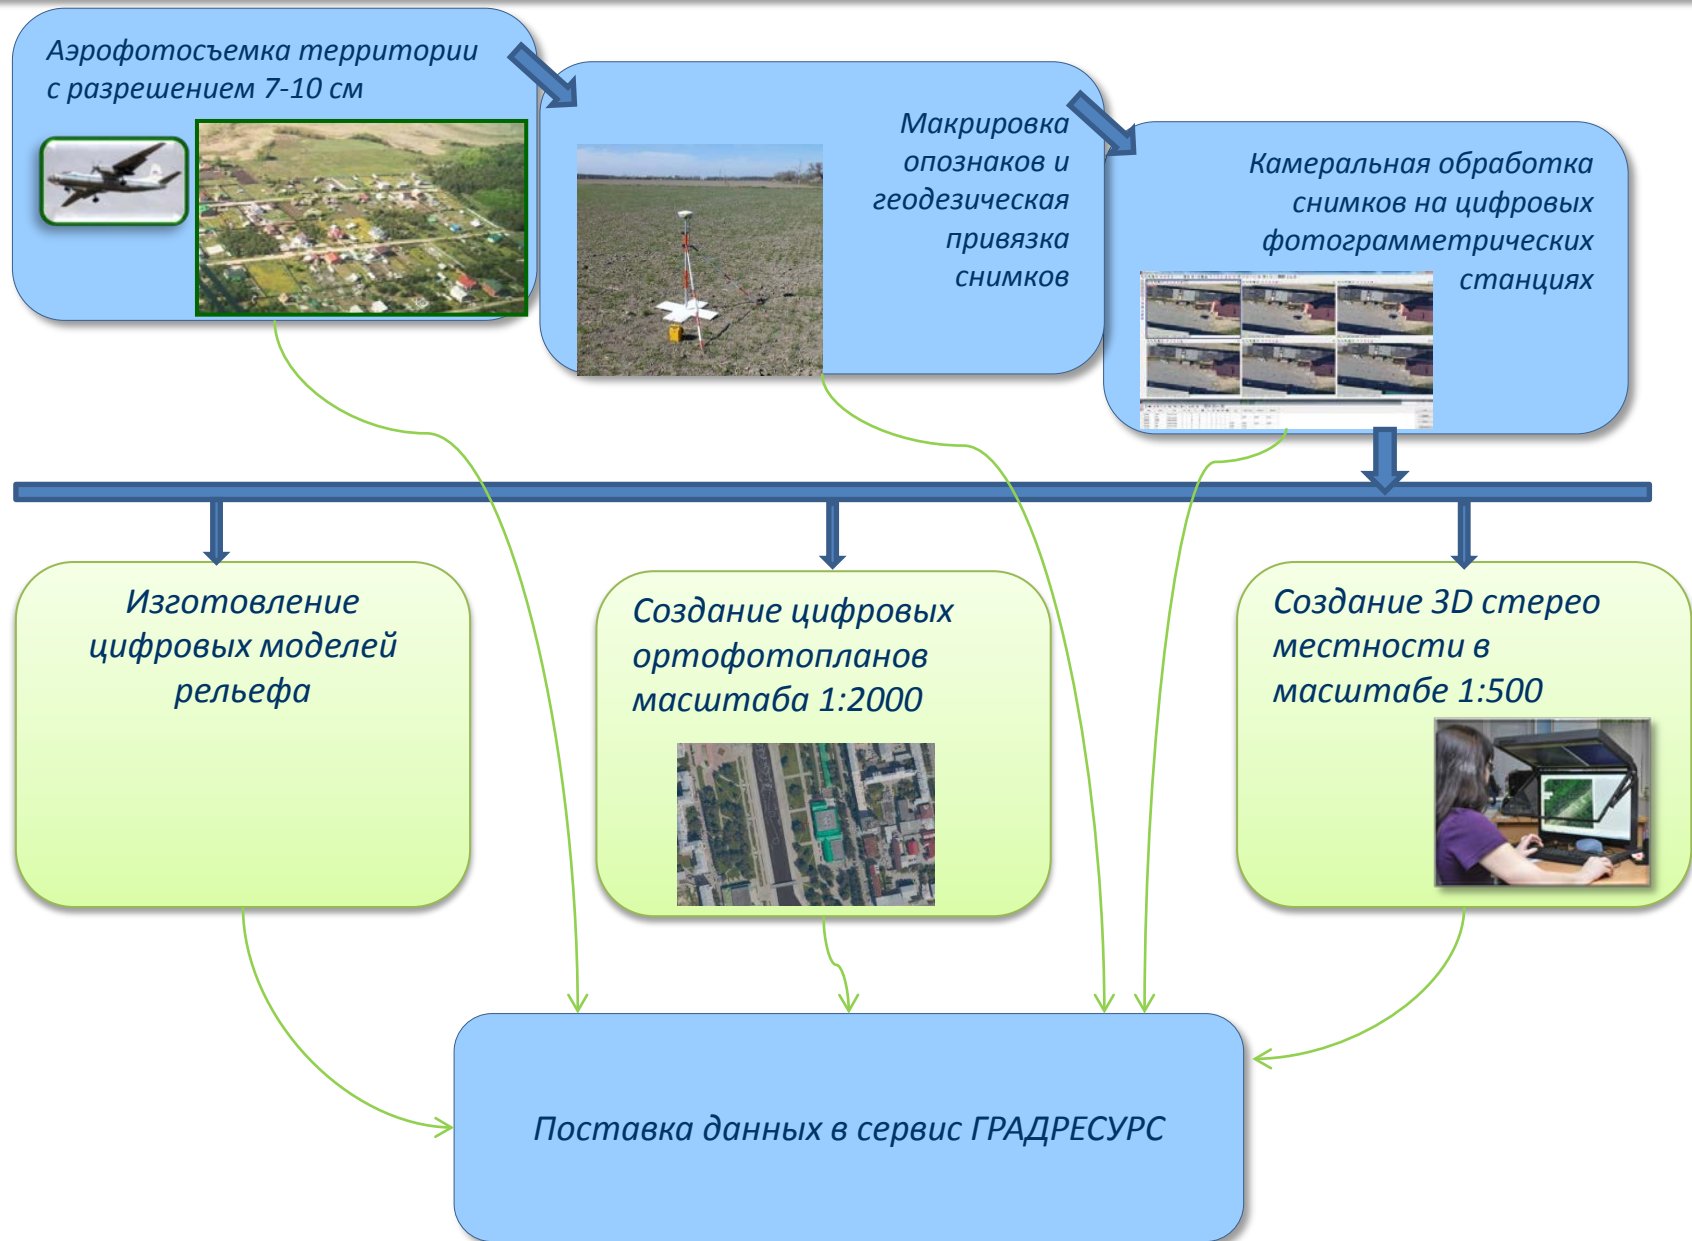 Аэрофотосъемка территории
с разрешением 7-10 см
Макрировка
опознаков и
геодезическая
привязка
снимков
Камеральная обработка
снимков на цифровых
фотограмметрических
станциях
Изготовление
цифровых моделей
рельефа
Создание цифровых
ортофотопланов
масштаба 1:2000
Создание 3D стерео
местности в
масштабе 1:500
Поставка данных в сервис ГРАДРЕСУРС